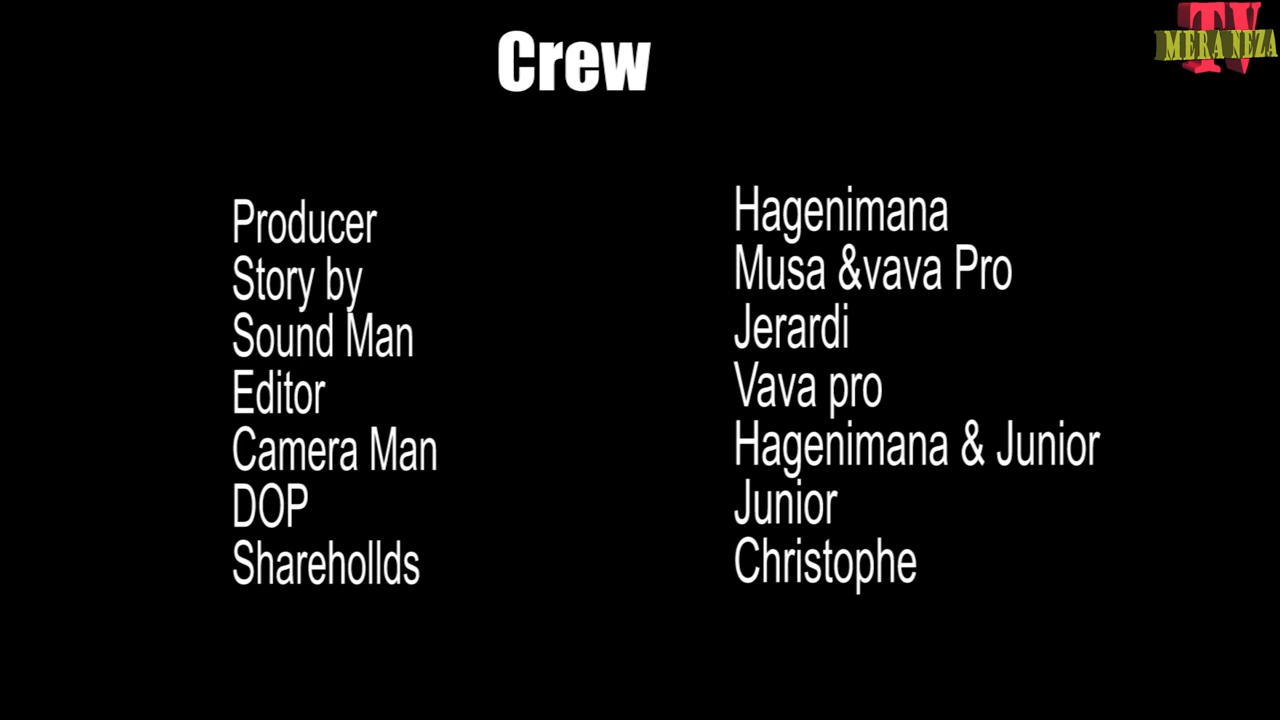 Crew
TV
MERA NEZA
Producer
Hagenimana
Story by
Musa &vava Pro
Sound Man
Jerardi
Editor
Vava pro
Camera Man
Hagenimana & Junior
DOP
Junior
Sharehollds
Christophe